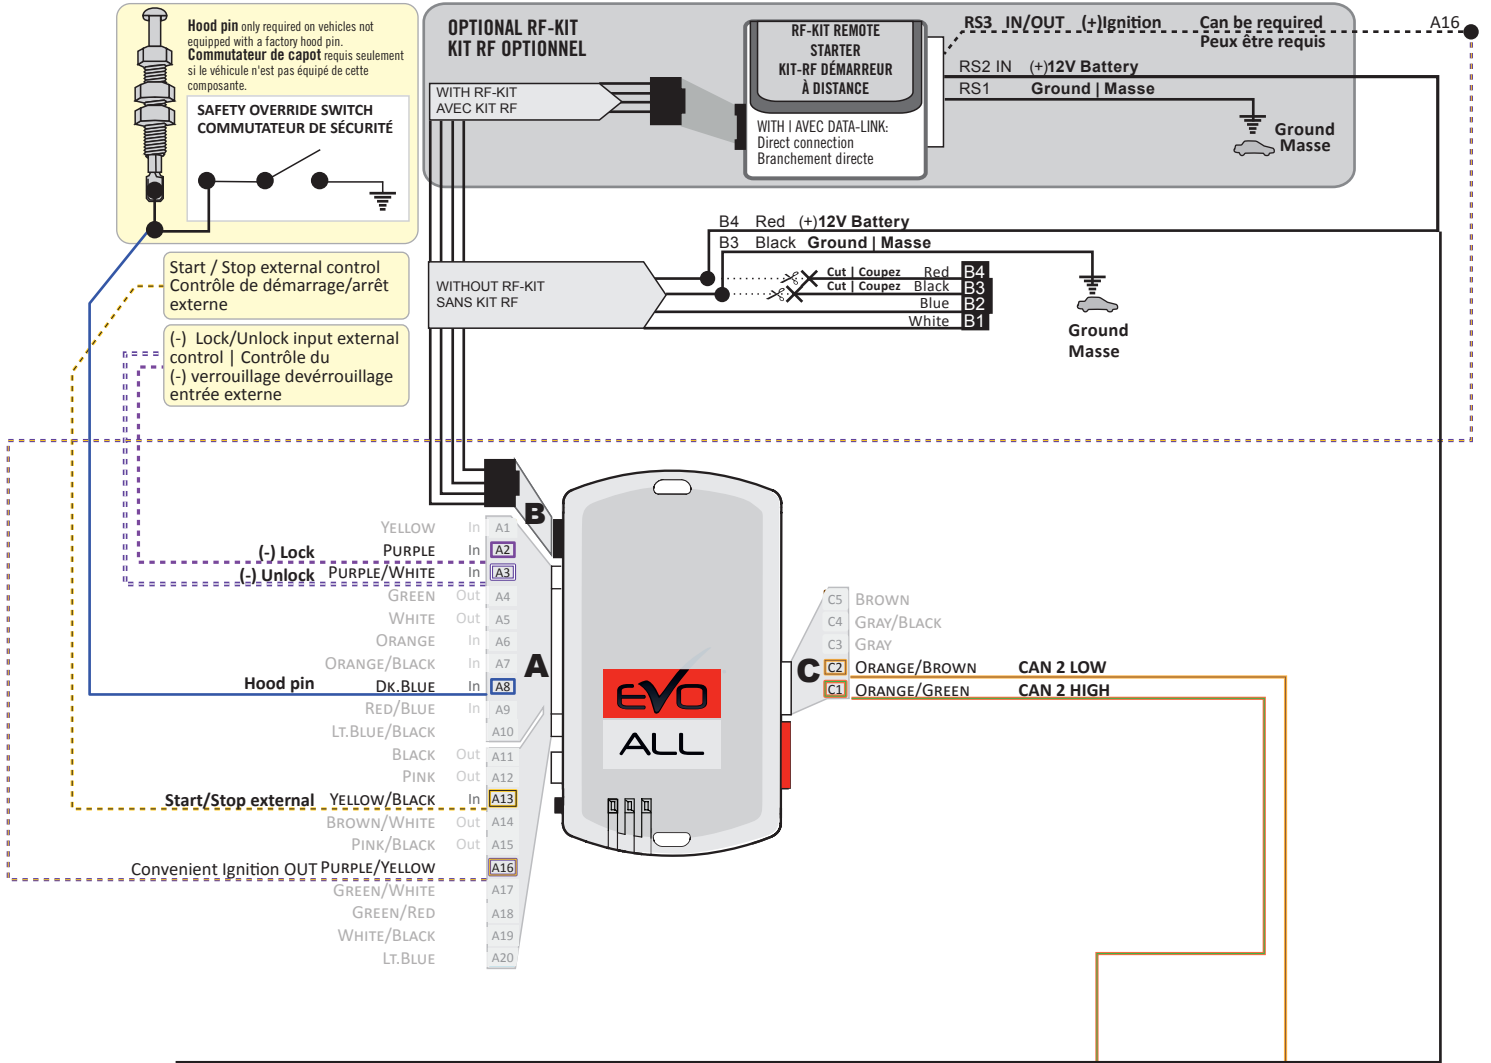 Hood pin only required on vehicles not
equipped with a factory hood pin.
Commutateur de capot requis seulement
si le véhicule n'est pas équipé de cette
composante.
SAFETY OVERRIDE SWITCH
COMMUTATEUR DE SÉCURITÉ
OPTIONAL RF-KIT
KIT RF OPTIONNEL
WITH RF-KIT
AVEC KIT RF
RF-KIT REMOTE
STARTER
KIT-RF DÉMARREUR
À DISTANCE
WITH | AVEC DATA-LINK:
Direct connection
Branchement directe
RS3 IN/OUT (+)Ignition Can be required
Peux être requis
A16
RS2 IN (+)12V Battery
RS1 Ground | Masse
Ground
Masse
B4 Red (+)12V Battery
B3 Black Ground | Masse
WITHOUT RF-KIT
SANS KIT RF
Cut | Coupez Red B4
Cut | Coupez Black B3
Blue B2
White B1
Ground
Masse
Start / Stop external control
Contrôle de démarrage/arrêt
externe
(-) Lock/Unlock input external
control | Contrôle du
(-) verrouillage devérrouillage
entrée externe
B
YELLOW In A1
(-) Lock PURPLE In A2
(-) Unlock PURPLE/WHITE In A3
GREEN Out A4
WHITE Out A5
ORANGE In A6
ORANGE/BLACK In A7
Hood pin DK.BLUE In A8
RED/BLUE In A9
LT.BLUE/BLACK A10
BLACK Out A11
PINK Out A12
Start/Stop external YELLOW/BLACK In A13
BROWN/WHITE Out A14
PINK/BLACK Out A15
Convenient Ignition OUT PURPLE/YELLOW A16
GREEN/WHITE A17
GREEN/RED A18
WHITE/BLACK A19
LT.BLUE A20
A
EVO
ALL
C
C5 BROWN
C4 GRAY/BLACK
C3 GRAY
C2 ORANGE/BROWN CAN 2 LOW
C1 ORANGE/GREEN CAN 2 HIGH